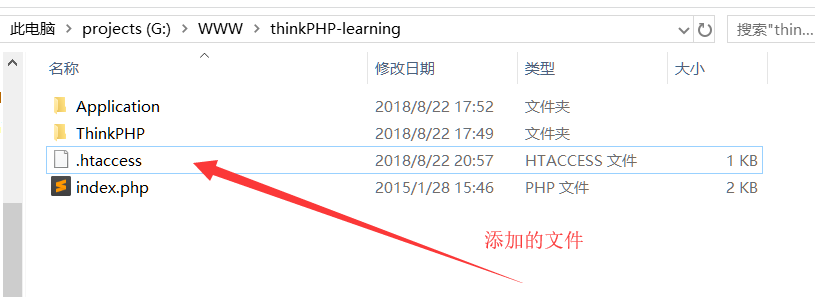 此电脑 projects (G:) WWW thinkPHP-learning 搜索"thin...
名称 修改日期 类型 大小
Application 2018/8/22 17:52 文件夹
ThinkPHP 2018/8/22 17:49 文件夹
.htaccess 2018/8/22 20:57 HTACCESS 文件 1 KB
index.php 2015/1/28 15:46 PHP 文件 2 KB
添加的文件